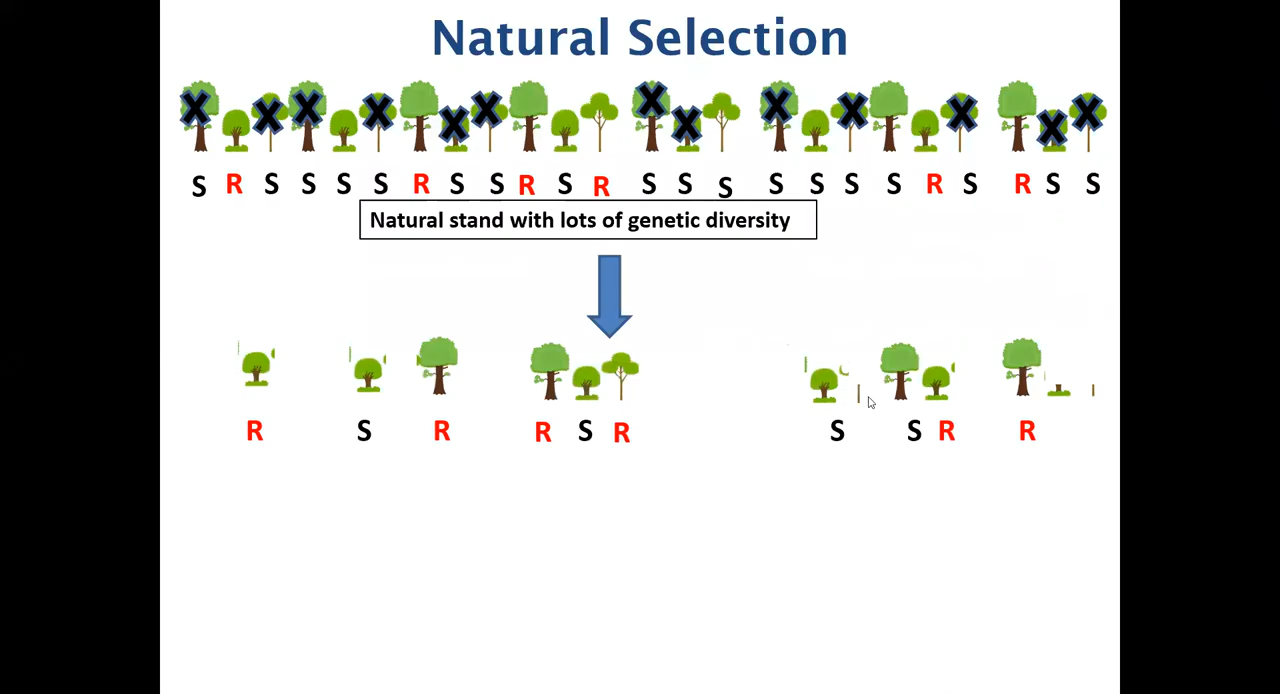 Natural Selection
S R S S S S R S S R S R S S S S S S S R S R S S
Natural stand with lots of genetic diversity
R S R R S R S S R R